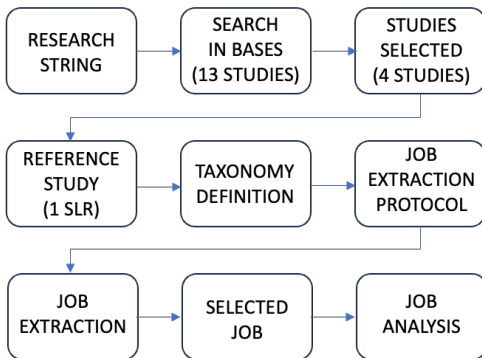 RESEARCH
STRING
SEARCH
IN BASES
(13 STUDIES)
STUDIES
SELECTED
(4 STUDIES)
REFERENCE
STUDY
(1 SLR)
TAXONOMY
DEFINITION
JOB
EXTRACTION
PROTOCOL
JOB
EXTRACTION
SELECTED
JOB
JOB
ANALYSIS